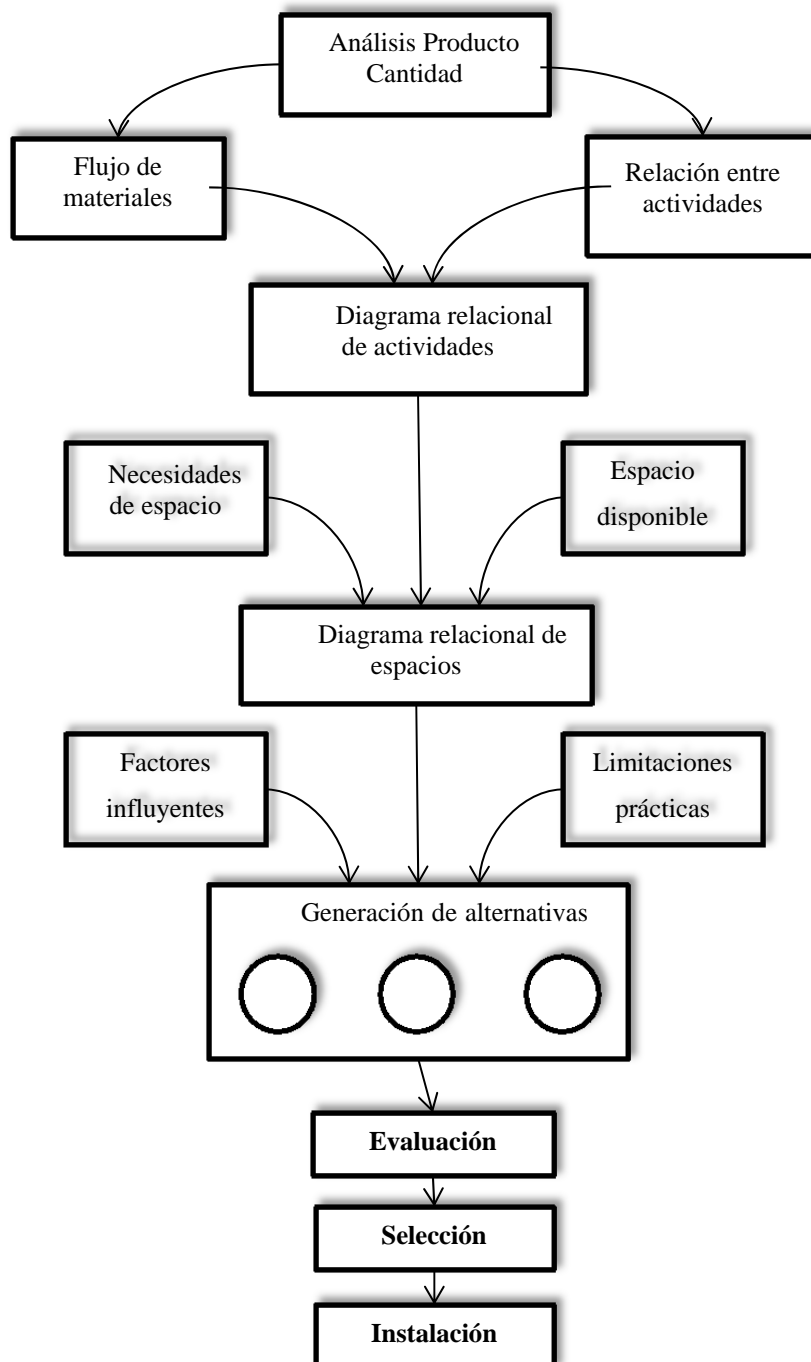 Análisis Producto
Cantidad
Flujo de
materiales
Relación entre
actividades
Diagrama relacional
de actividades
Necesidades
de espacio
Espacio
disponible
Diagrama relacional de
espacios
Factores
influyentes
Limitaciones
prácticas
Generación de alternativas
Evaluación
Selección
Instalación